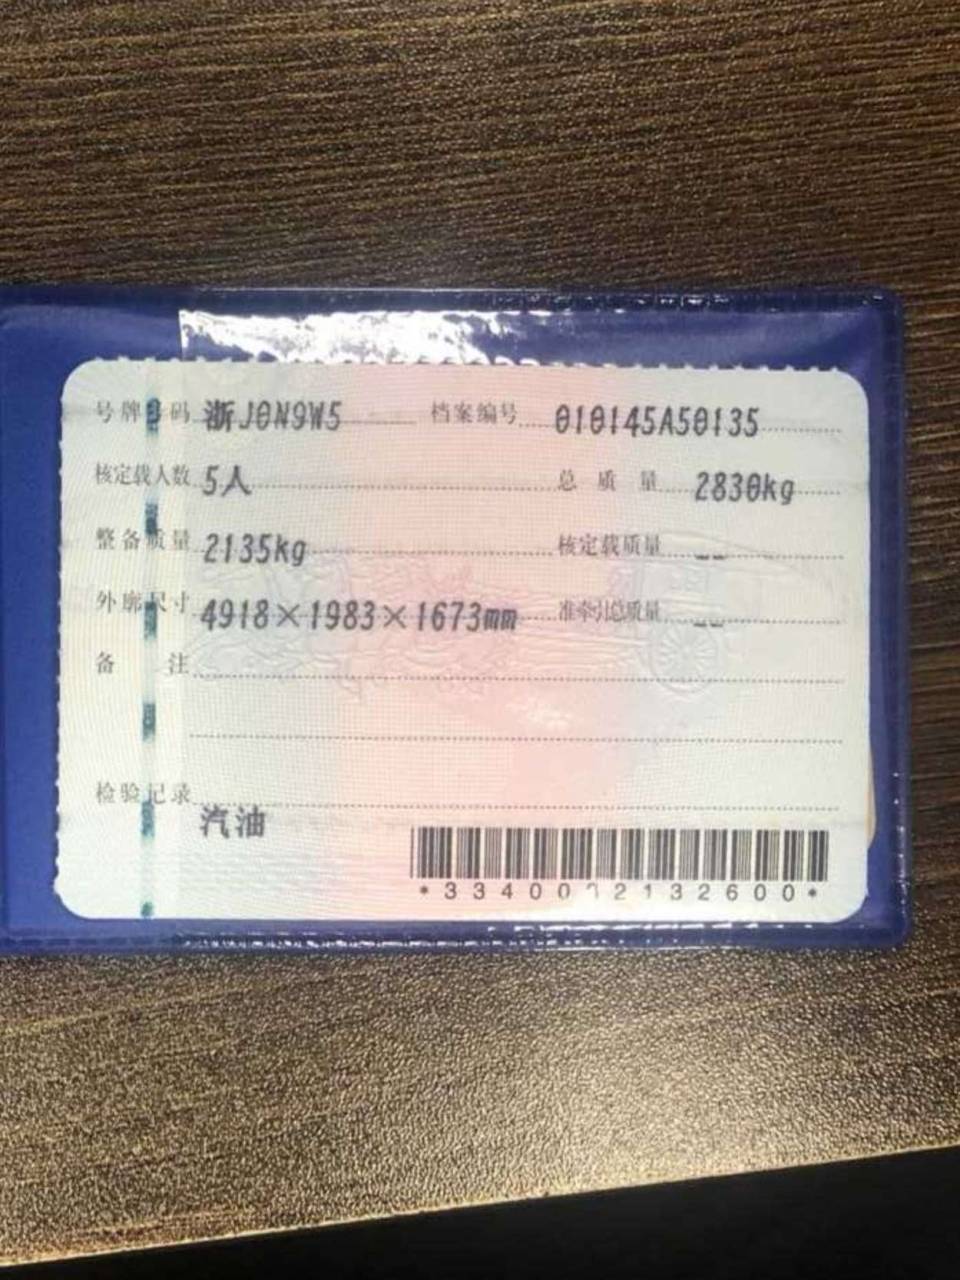 号牌号码 浙J0N9W5 档案编号 010145A50135
核定载人数 5人 总质量 2830kg
整备质量 2135kg 核定载质量 --
外廓尺寸 4918×1983×1673mm 准牵引总质量 --
备注
检验记录
汽油